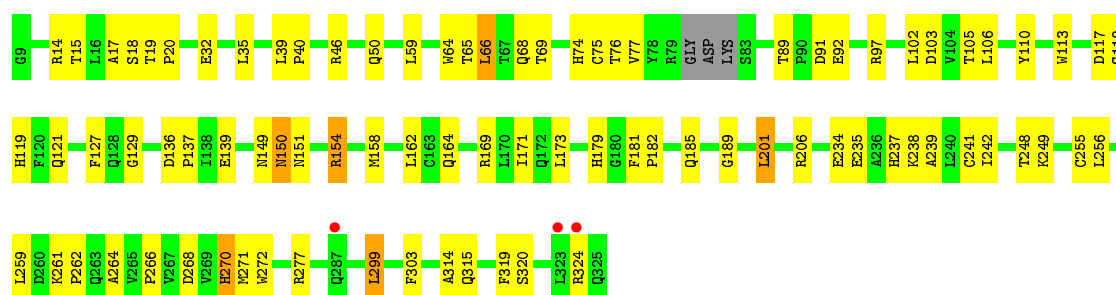 G9 R14 T15 L16 A17 S18 T19 P20 E32 L35 L39 P40 R46 Q50 L59 W64 T65 L66 T67 Q68 T69 H74 C75 T76 V77 Y78 R79 GLY ASP LYS S83 T89 P90 D91 E92 R97 L102 D103 V104 T105 L106 Y110 W113 D117
H119 F120 Q121 F127 Q128 G129 D136 P137 I138 E139 N149 N150 N151 R154 M158 L162 C163 Q164 R169 L170 I171 Q172 L173 H179 G180 F181 P182 Q185 G189 L201 R206 E234 H235 A236 H237 K238 A239 L240 C241 I242 T248 K249 C255 L256
L259 D260 K261 P262 Q263 A264 V265 P266 V267 D268 V269 H270 M271 W272 R277 Q287 L299 F303 A314 Q315 F319 S320 L323 R324 Q325